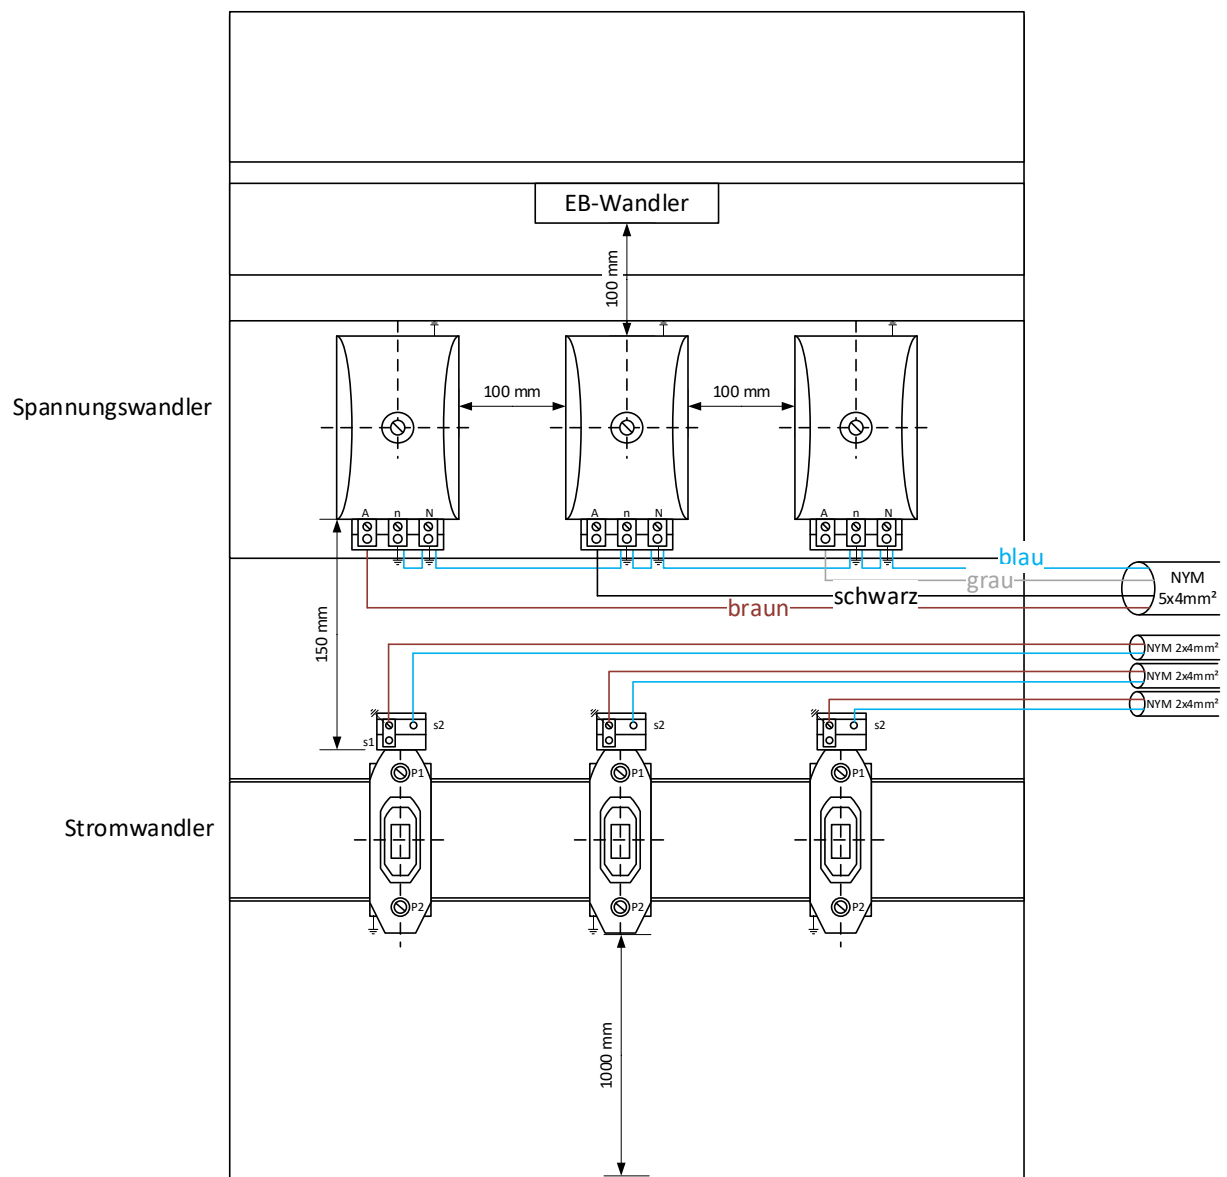 EB-Wandler
100 mm
Spannungswandler
100 mm
100 mm
A n N
A n N
A n N
blau
grau
schwarz
braun
NYM
5x4mm²
150 mm
NYM 2x4mm²
NYM 2x4mm²
NYM 2x4mm²
s1
s2
s2
s2
P1
P1
P1
Stromwandler
P2
P2
P2
1000 mm